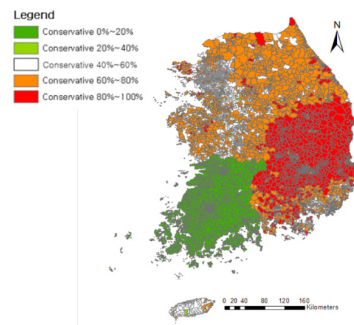 Legend
Conservative 0%~20%
Conservative 20%~40%
Conservative 40%~60%
Conservative 60%~80%
Conservative 80%~100%
N
0 20 40 80 120 160
Kilometers